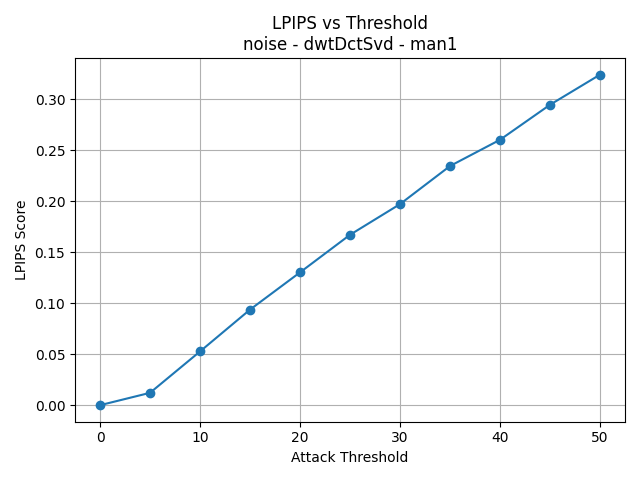 LPIPS vs Threshold
noise - dwtDctSvd - man1
0.30
0.25
0.20
0.15
0.10
0.05
0.00
LPIPS Score
0 10 20 30 40 50
Attack Threshold